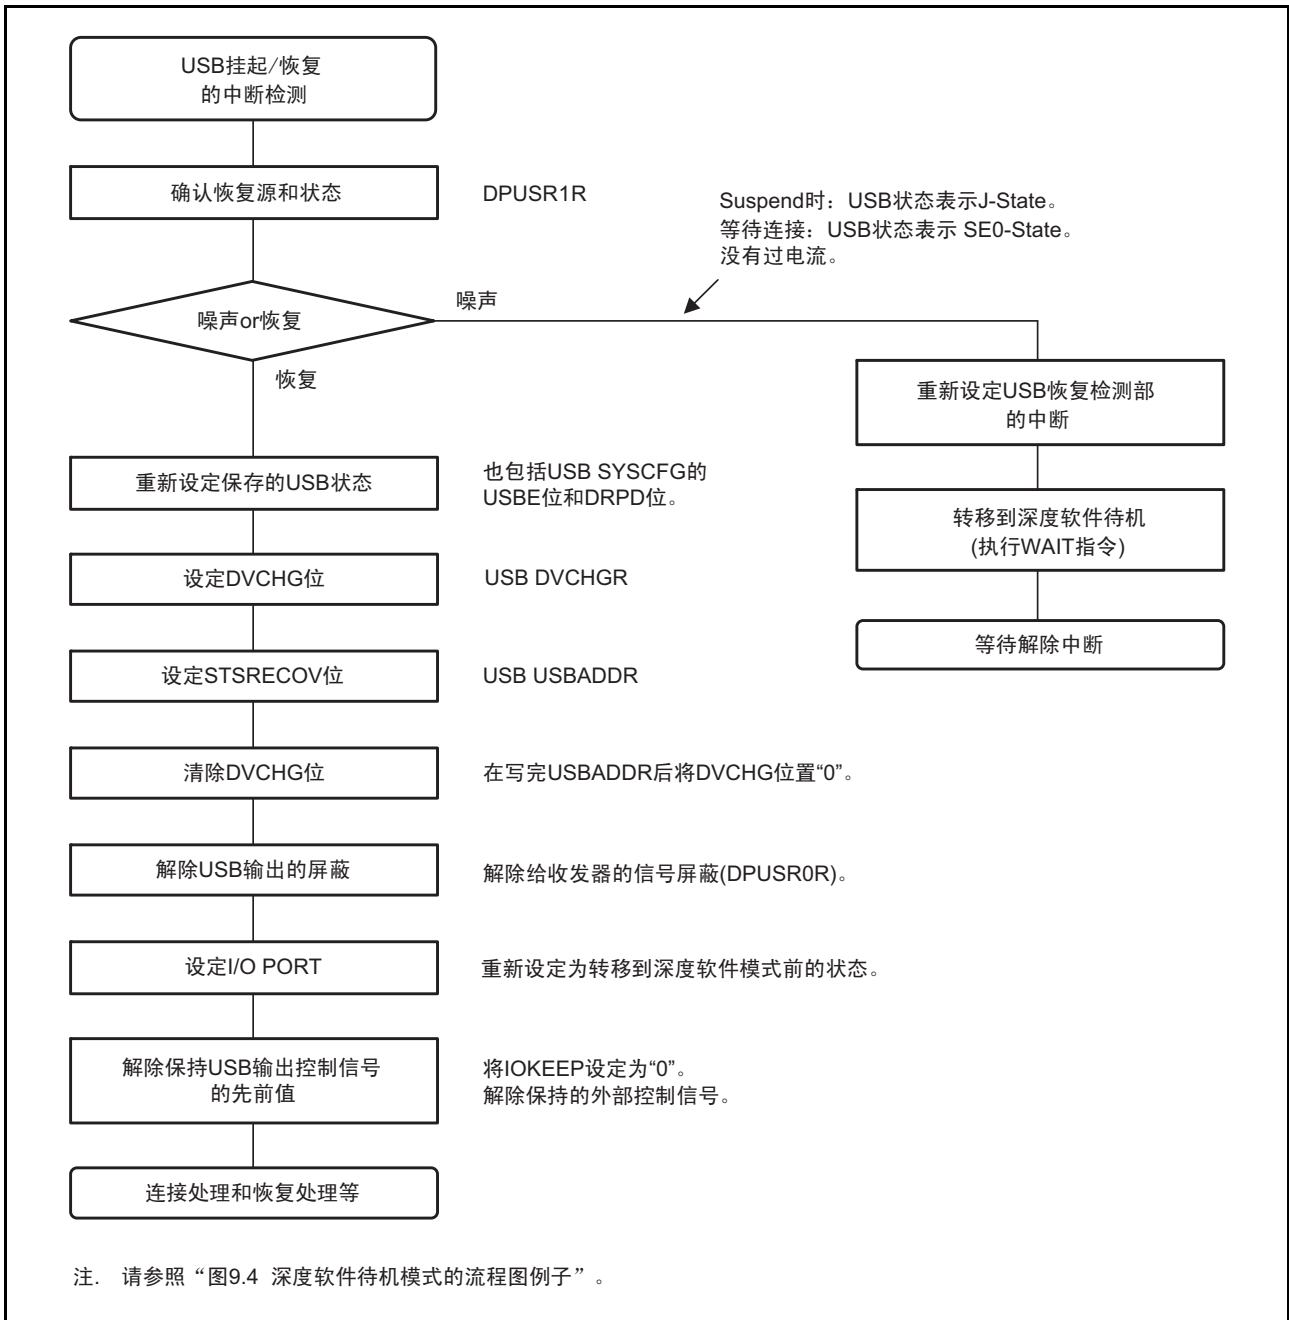 USB挂起/恢复
的中断检测
确认恢复源和状态
DPUSR1R
Suspend时：USB状态表示J-State。
等待连接：USB状态表示 SE0-State。
没有过电流。
噪声or恢复
噪声
恢复
重新设定USB恢复检测部
的中断
重新设定保存的USB状态
也包括USB SYSCFG的
USBE位和DRPD位。
转移到深度软件待机
(执行WAIT指令)
设定DVCHG位
USB DVCHGR
等待解除中断
设定STSRECOV位
USB USBADDR
清除DVCHG位
在写完USBADDR后将DVCHG位置“0”。
解除USB输出的屏蔽
解除给收发器的信号屏蔽(DPUSR0R)。
设定I/O PORT
重新设定为转移到深度软件模式前的状态。
解除保持USB输出控制信号
的先前值
将IOKEEP设定为“0”。
解除保持的外部控制信号。
连接处理和恢复处理等
注. 请参照“图9.4 深度软件待机模式的流程图例子”。